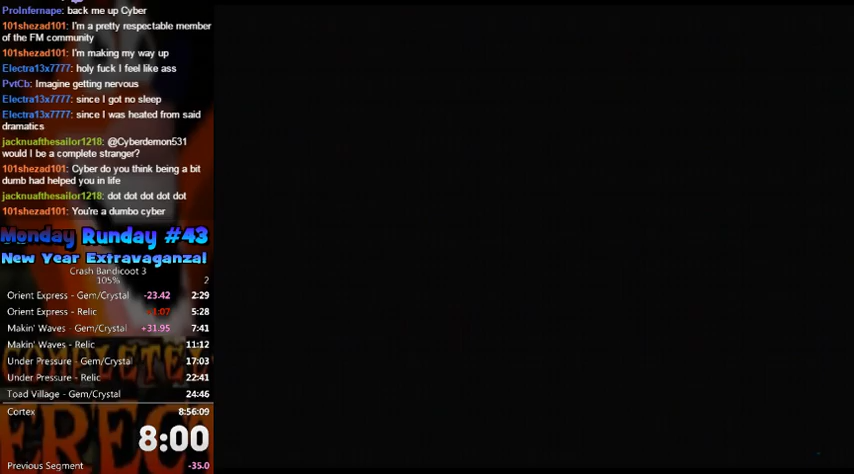 ProInfernape: back me up Cyber
101shezad101: I'm a pretty respectable member
of the FM community
101shezad101: I'm making my way up
Electra13x7777: holy fuck I feel like ass
PvtCb: Imagine getting nervous
Electra13x7777: since I got no sleep
Electra13x7777: since I was heated from said
dramatics
jacknuafthesailor1218: @Cyberdemon531
would I be a complete stranger?
101shezad101: Cyber do you think being a bit
dumb had helped you in life
jacknuafthesailor1218: dot dot dot dot dot
101shezad101: You're a dumbo cyber
Monday Runday #43
New Year Extravaganza!
Crash Bandicoot 3
105% 2
Orient Express - Gem/Crystal -23.42 2:29
Orient Express - Relic 5:28
Makin' Waves - Gem/Crystal +31.95 7:41
Makin' Waves - Relic 11:12
Under Pressure - Gem/Crystal 17:03
Under Pressure - Relic 22:41
Toad Village - Gem/Crystal 24:46
Cortex 8:56:09
8:00
Previous Segment -35.0